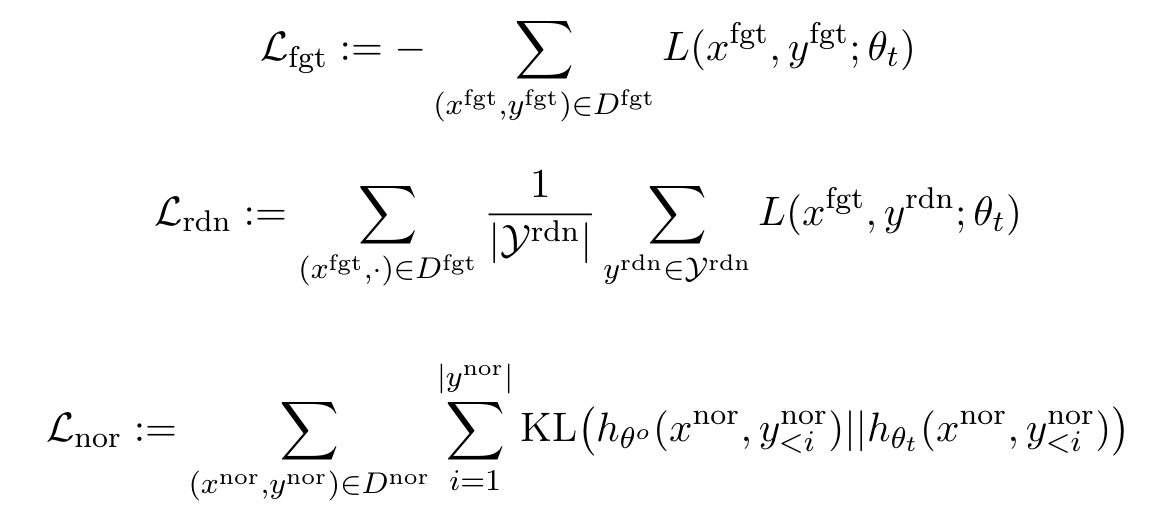 $\mathcal{L}_{\text{fgt}} := - \sum_{(x^{\text{fgt}}, y^{\text{fgt}}) \in D^{\text{fgt}}} L(x^{\text{fgt}}, y^{\text{fgt}}; \theta_t)$
$\mathcal{L}_{\text{rdn}} := \sum_{(x^{\text{fgt}}, \cdot) \in D^{\text{fgt}}} \frac{1}{|\mathcal{Y}^{\text{rdn}}|} \sum_{y^{\text{rdn}} \in \mathcal{Y}^{\text{rdn}}} L(x^{\text{fgt}}, y^{\text{rdn}}; \theta_t)$
$\mathcal{L}_{\text{nor}} := \sum_{(x^{\text{nor}}, y^{\text{nor}}) \in D^{\text{nor}}} \sum_{i=1}^{|y^{\text{nor}}|} \text{KL}\big(h_{\theta^o}(x^{\text{nor}}, y^{\text{nor}}_{<i}) || h_{\theta_t}(x^{\text{nor}}, y^{\text{nor}}_{<i})\big)$